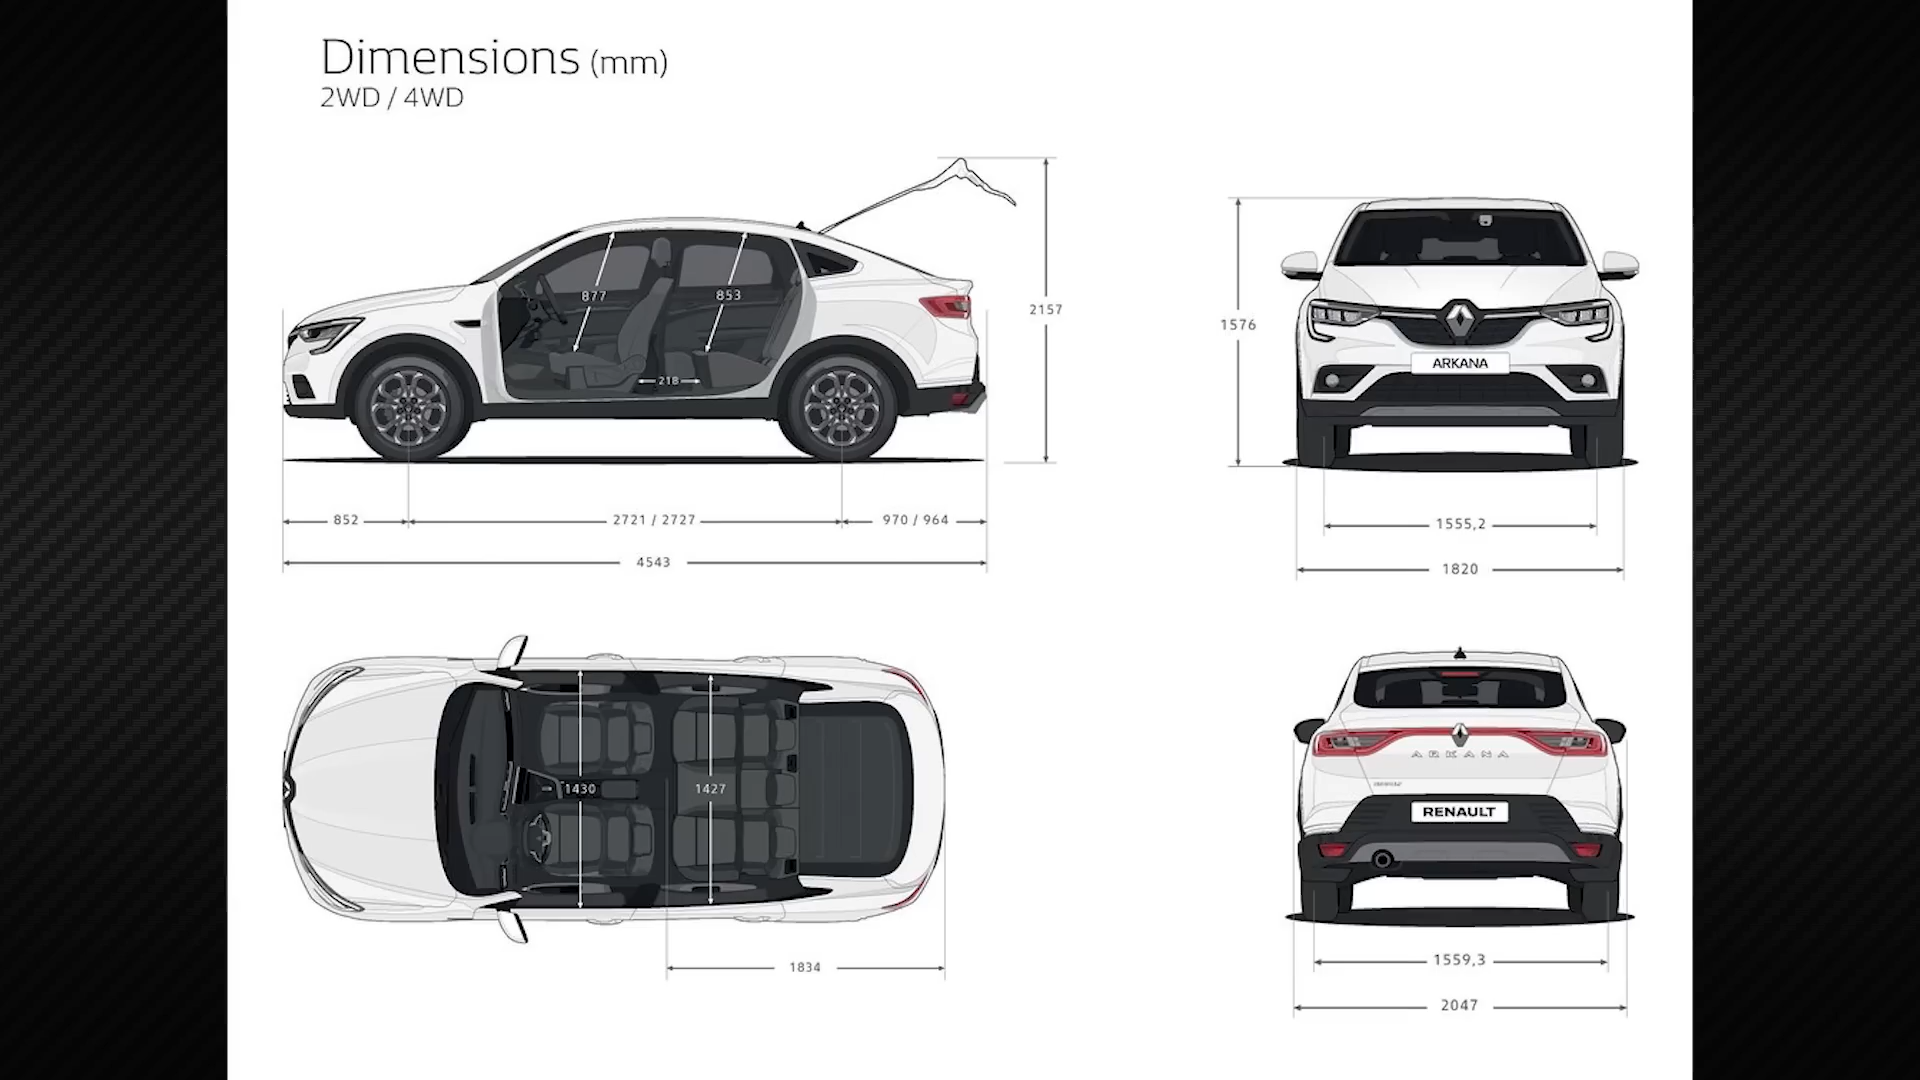 Dimensions (mm)
2WD / 4WD
2157
877
853
218
1576
ARKANA
852
2721 / 2727
970 / 964
4543
1555,2
1820
1430
1427
1834
ARKANA
RENAULT
1559,3
2047